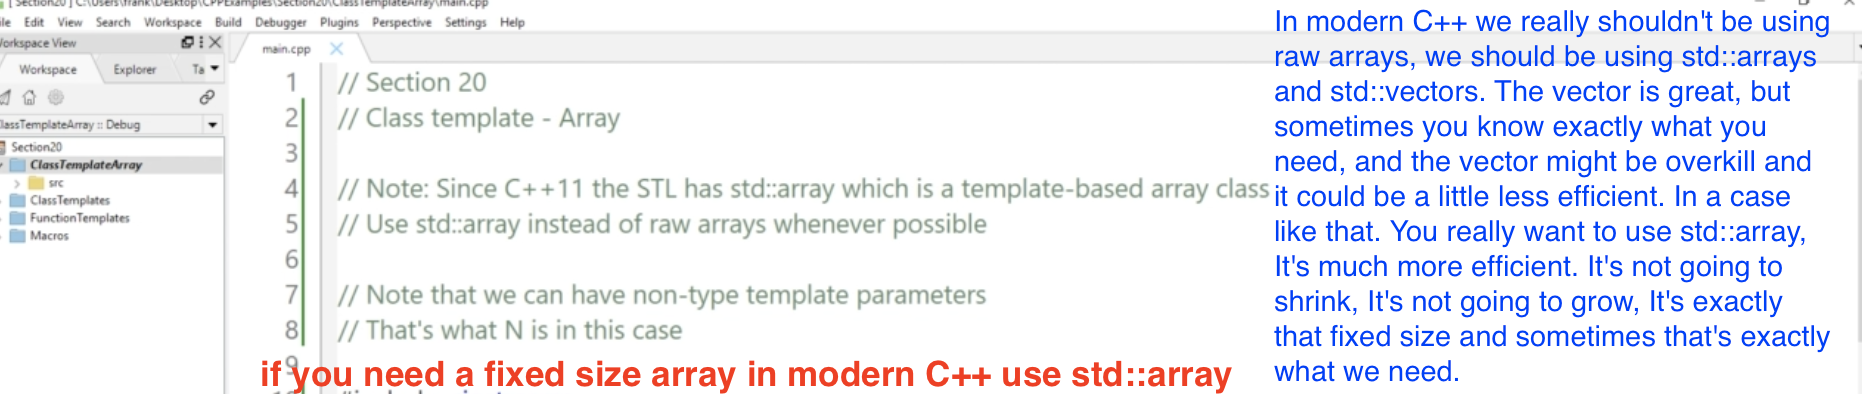 [ Section20 ] C:\Users\frank\Desktop\CPPExamples\Section20\ClassTemplateArray\main.cpp
Edit View Search Workspace Build Debugger Plugins Perspective Settings Help
Workspace View
Workspace Explorer Ta
main.cpp
ClassTemplateArray :: Debug
Section20
ClassTemplateArray
src
ClassTemplates
FunctionTemplates
Macros
1 // Section 20
2 // Class template - Array
3
4 // Note: Since C++11 the STL has std::array which is a template-based array class
5 // Use std::array instead of raw arrays whenever possible
6
7 // Note that we can have non-type template parameters
8 // That's what N is in this case
9
if you need a fixed size array in modern C++ use std::array
In modern C++ we really shouldn't be using
raw arrays, we should be using std::arrays
and std::vectors. The vector is great, but
sometimes you know exactly what you
need, and the vector might be overkill and
it could be a little less efficient. In a case
like that. You really want to use std::array,
It's much more efficient. It's not going to
shrink, It's not going to grow, It's exactly
that fixed size and sometimes that's exactly
what we need.